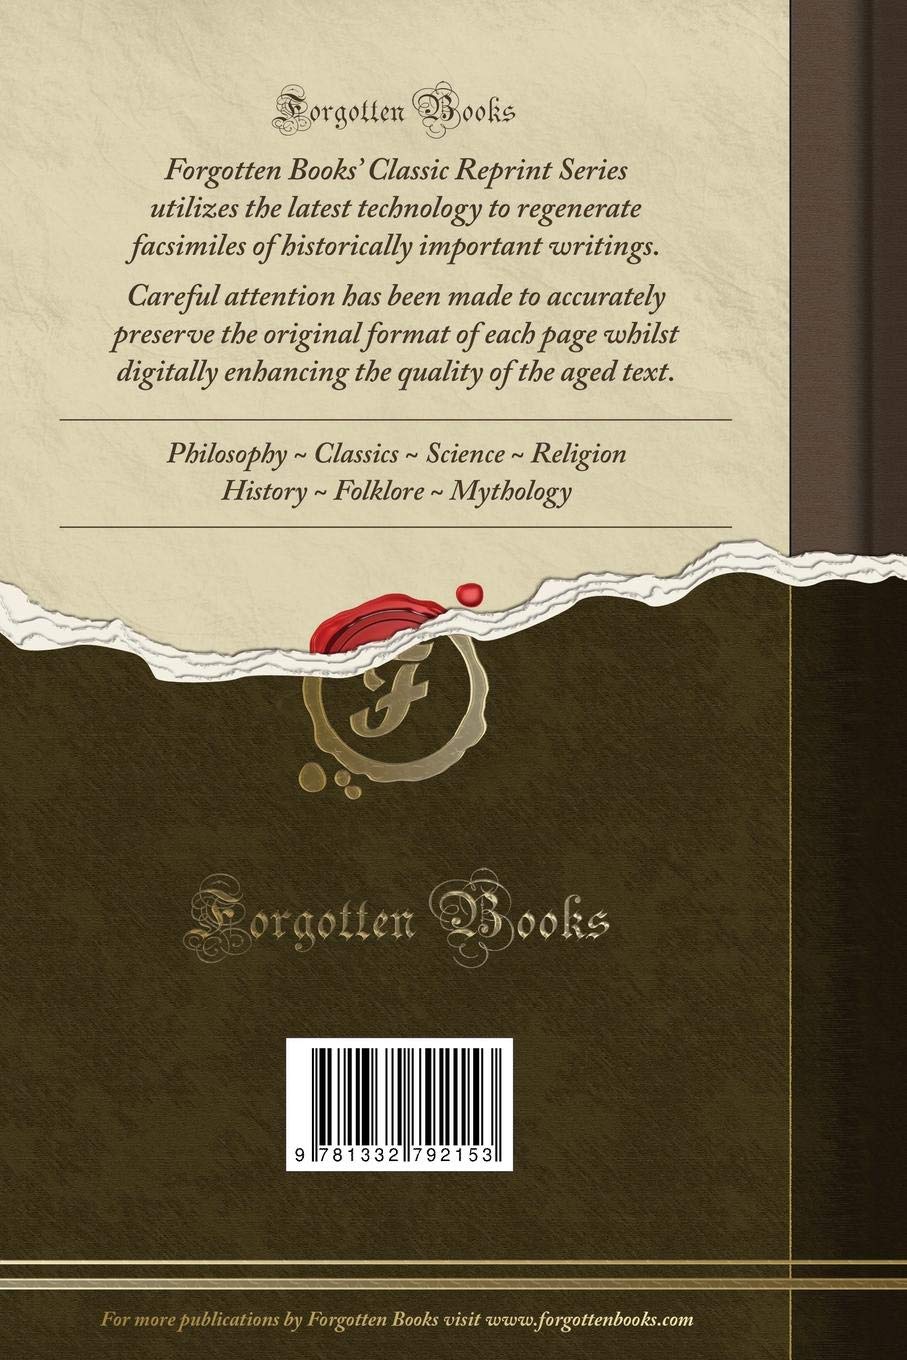 Forgotten Books
Forgotten Books’ Classic Reprint Series
utilizes the latest technology to regenerate
facsimiles of historically important writings.
Careful attention has been made to accurately
preserve the original format of each page whilst
digitally enhancing the quality of the aged text.
Philosophy ~ Classics ~ Science ~ Religion
History ~ Folklore ~ Mythology
F
Forgotten Books
9 781332 792153
For more publications by Forgotten Books visit www.forgottenbooks.com